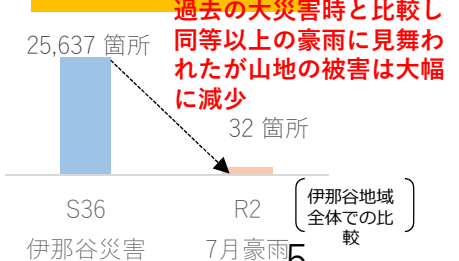 過去の大災害時と比較し
同等以上の豪雨に見舞わ
れたが山地の被害は大幅
に減少
25,637 箇所
32 箇所
S36
伊那谷災害
R2
7月豪雨
伊那谷地域
全体での比
較
5